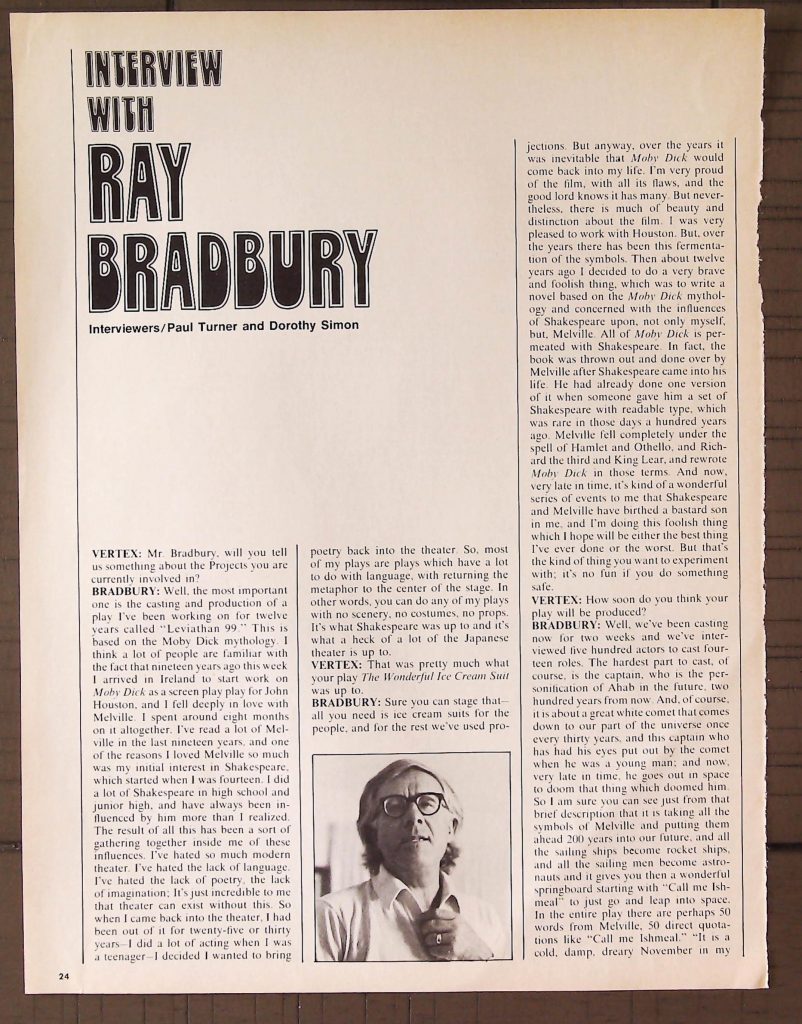 INTERVIEW
WITH
RAY
BRADBURY
Interviewers/Paul Turner and Dorothy Simon
VERTEX: Mr. Bradbury, will you tell
us something about the Projects you are
currently involved in?
BRADBURY: Well, the most important
one is the casting and production of a
play I've been working on for twelve
years called "Leviathan 99." This is
based on the Moby Dick mythology. I
think a lot of people are familiar with
the fact that nineteen years ago this week
I arrived in Ireland to start work on
Moby Dick as a screen play play for John
Houston, and I fell deeply in love with
Melville. I spent around eight months
on it altogether. I've read a lot of Mel-
ville in the last nineteen years, and one
of the reasons I loved Melville so much
was my initial interest in Shakespeare,
which started when I was fourteen. I did
a lot of Shakespeare in high school and
junior high, and have always been in-
fluenced by him more than I realized.
The result of all this has been a sort of
gathering together inside me of these
influences. I've hated so much modern
theater. I've hated the lack of language.
I've hated the lack of poetry, the lack
of imagination; It's just incredible to me
that theater can exist without this. So
when I came back into the theater, I had
been out of it for twenty-five or thirty
years—I did a lot of acting when I was
a teenager—I decided I wanted to bring
poetry back into the theater. So, most
of my plays are plays which have a lot
to do with language, with returning the
metaphor to the center of the stage. In
other words, you can do any of my plays
with no scenery, no costumes, no props.
It's what Shakespeare was up to and it's
what a heck of a lot of the Japanese
theater is up to.
VERTEX: That was pretty much what
your play The Wonderful Ice Cream Suit
was up to.
BRADBURY: Sure you can stage that—
all you need is ice cream suits for the
people, and for the rest we've used pro-
jections. But anyway, over the years it
was inevitable that Moby Dick would
come back into my life. I'm very proud
of the film, with all its flaws, and the
good lord knows it has many. But never-
theless, there is much of beauty and
distinction about the film. I was very
pleased to work with Houston. But, over
the years there has been this fermenta-
tion of the symbols. Then about twelve
years ago I decided to do a very brave
and foolish thing, which was to write a
novel based on the Moby Dick mythol-
ogy and concerned with the influences
of Shakespeare upon, not only myself,
but, Melville. All of Moby Dick is per-
meated with Shakespeare. In fact, the
book was thrown out and done over by
Melville after Shakespeare came into his
life. He had already done one version
of it when someone gave him a set of
Shakespeare with readable type, which
was rare in those days a hundred years
ago. Melville fell completely under the
spell of Hamlet and Othello, and Rich-
ard the third and King Lear, and rewrote
Moby Dick in those terms. And now,
very late in time, it's kind of a wonderful
series of events to me that Shakespeare
and Melville have birthed a bastard son
in me, and I'm doing this foolish thing
which I hope will be either the best thing
I've ever done or the worst. But that's
the kind of thing you want to experiment
with; it's no fun if you do something
safe.
VERTEX: How soon do you think your
play will be produced?
BRADBURY: Well, we've been casting
now for two weeks and we've inter-
viewed five hundred actors to cast four-
teen roles. The hardest part to cast, of
course, is the captain, who is the per-
sonification of Ahab in the future, two
hundred years from now. And, of course,
it is about a great white comet that comes
down to our part of the universe once
every thirty years, and this captain who
has had his eyes put out by the comet
when he was a young man; and now,
very late in time, he goes out in space
to doom that thing which doomed him.
So I am sure you can see just from that
brief description that it is taking all the
symbols of Melville and putting them
ahead 200 years into our future, and all
the sailing ships become rocket ships,
and all the sailing men become astro-
nauts and it gives you then a wonderful
springboard starting with "Call me Ish-
meal" to just go and leap into space.
In the entire play there are perhaps 50
words from Melville, 50 direct quota-
tions like "Call me Ishmeal." "It is a
cold, damp, dreary November in my
24